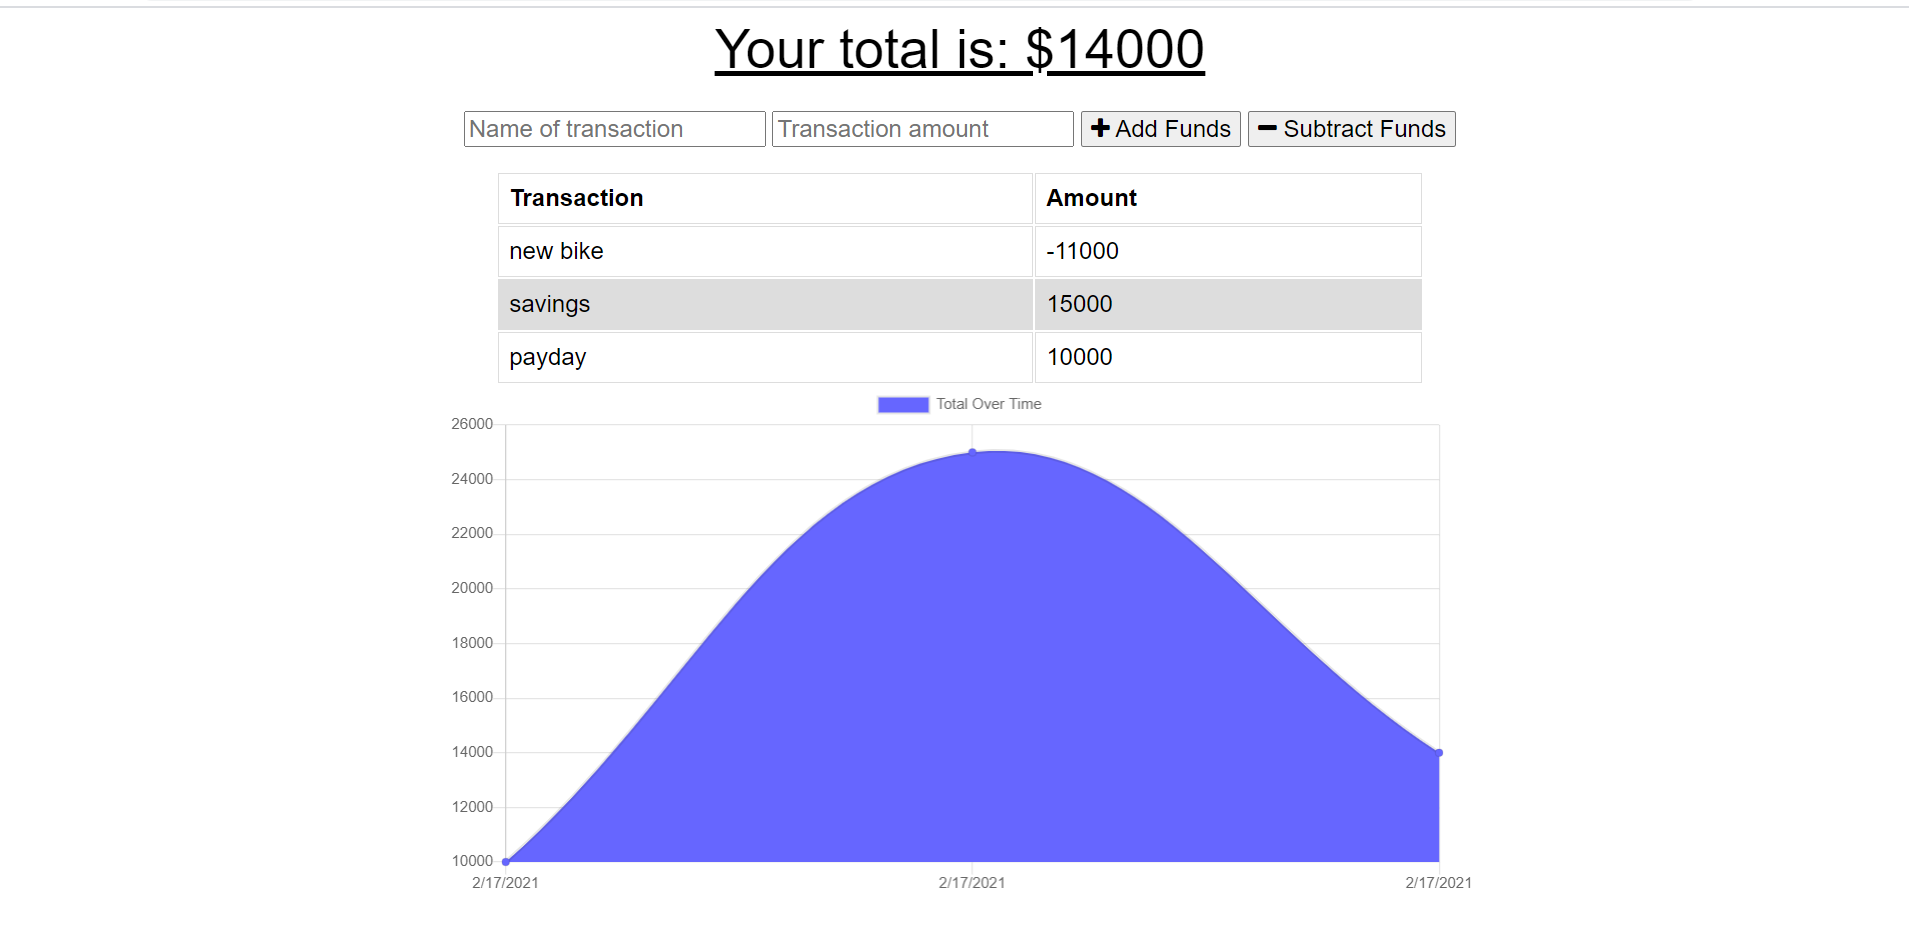 Your total is: $14000
Name of transaction Transaction amount Add Funds Subtract Funds
Transaction Amount
new bike -11000
savings 15000
payday 10000
Total Over Time
26000
24000
22000
20000
18000
16000
14000
12000
10000
2/17/2021 2/17/2021 2/17/2021